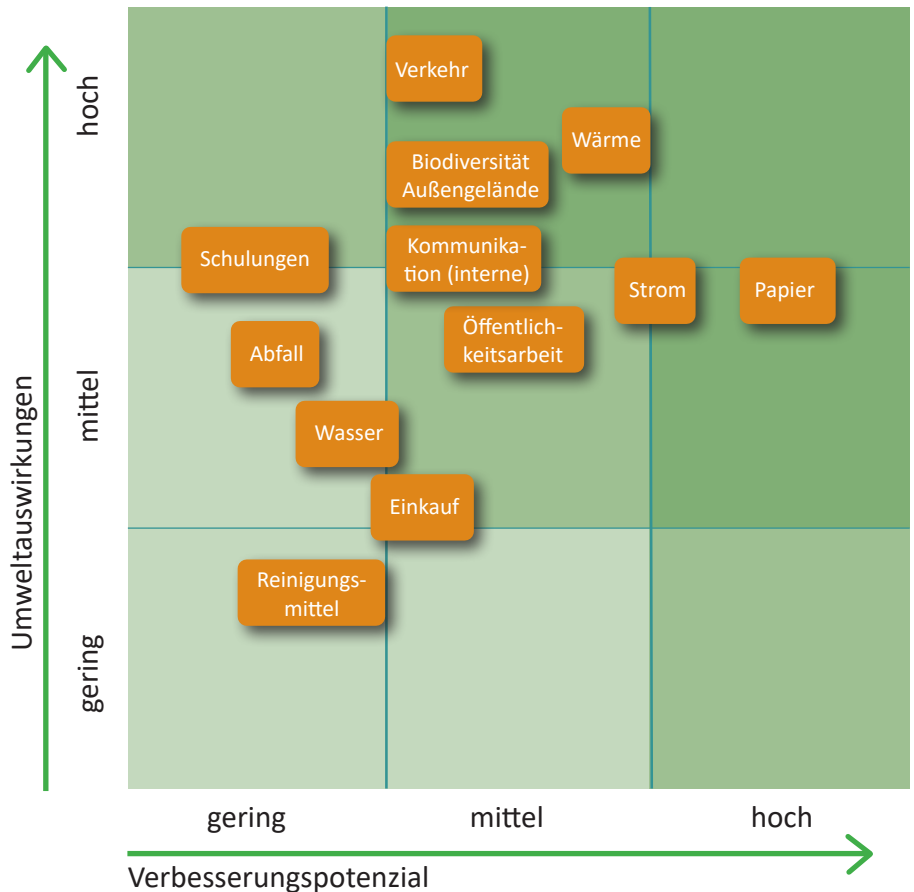 Umweltauswirkungen
hoch
mittel
gering
Verkehr
Wärme
Biodiversität
Außengelände
Schulungen
Kommunika-
tion (interne)
Strom
Papier
Öffentlich-
keitsarbeit
Abfall
Wasser
Einkauf
Reinigungs-
mittel
gering
mittel
hoch
Verbesserungspotenzial